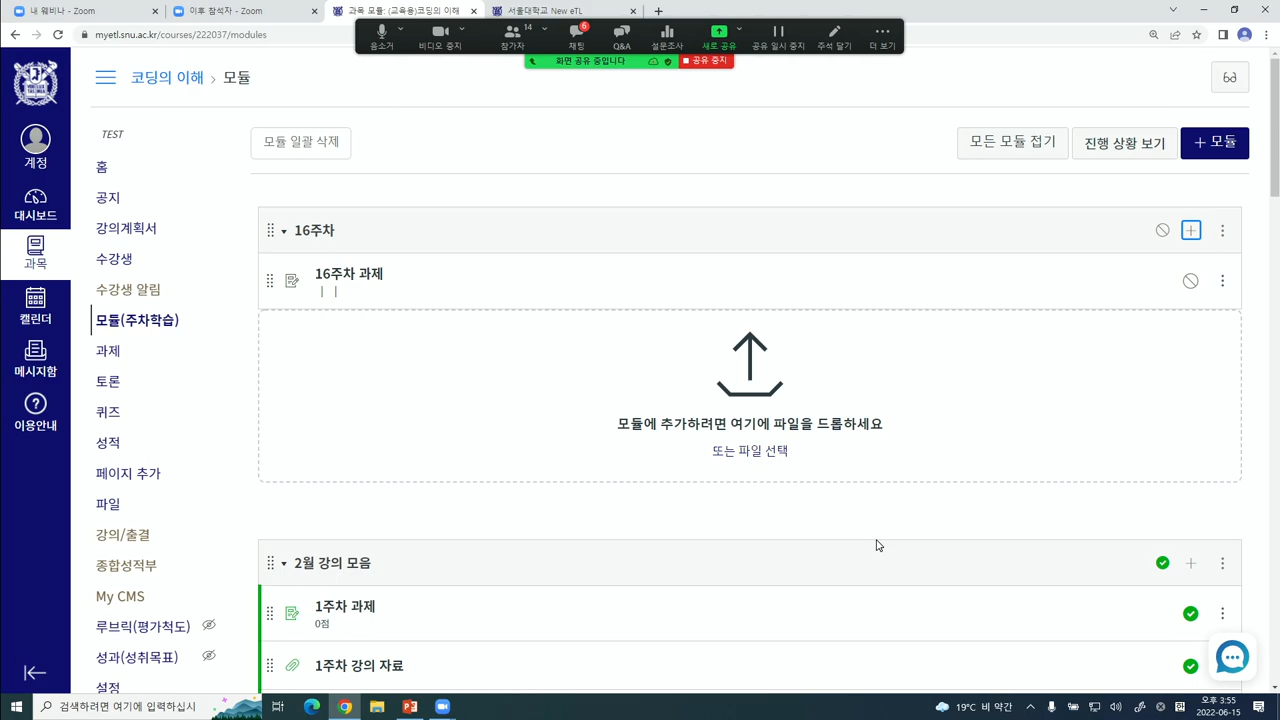 내 웨비나 - Zoom
이후 참석자 - Zoom
과목 모듈: (교육용)코딩의 이해
서울대학교 New eTL
myetl.snu.ac.kr/courses/222037/modules
음소거
비디오 중지
14
참가자
6
채팅
Q&A
설문조사
새로 공유
공유 일시 중지
주석 달기
더 보기
화면 공유 중입니다
공유 중지
코딩의 이해 › 모듈
계정
대시보드
과목
캘린더
메시지함
이용안내
TEST
홈
공지
강의계획서
수강생
수강생 알림
모듈(주차학습)
과제
토론
퀴즈
성적
페이지 추가
파일
강의/출결
종합성적부
My CMS
루브릭(평가척도)
성과(성취목표)
설정
모듈 일괄 삭제
모든 모듈 접기
진행 상황 보기
+ 모듈
16주차
16주차 과제
| |
모듈에 추가하려면 여기에 파일을 드롭하세요
또는 파일 선택
2월 강의 모음
1주차 과제
0점
1주차 강의 자료
검색하려면 여기에 입력하십시
19°C 비 약간
오후 3:55
2022-06-15